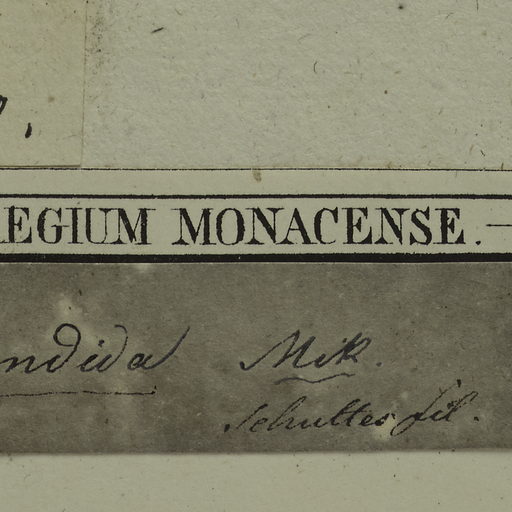 EGIUM MONACENSE.—
ndida Mik.
Schultes fil.